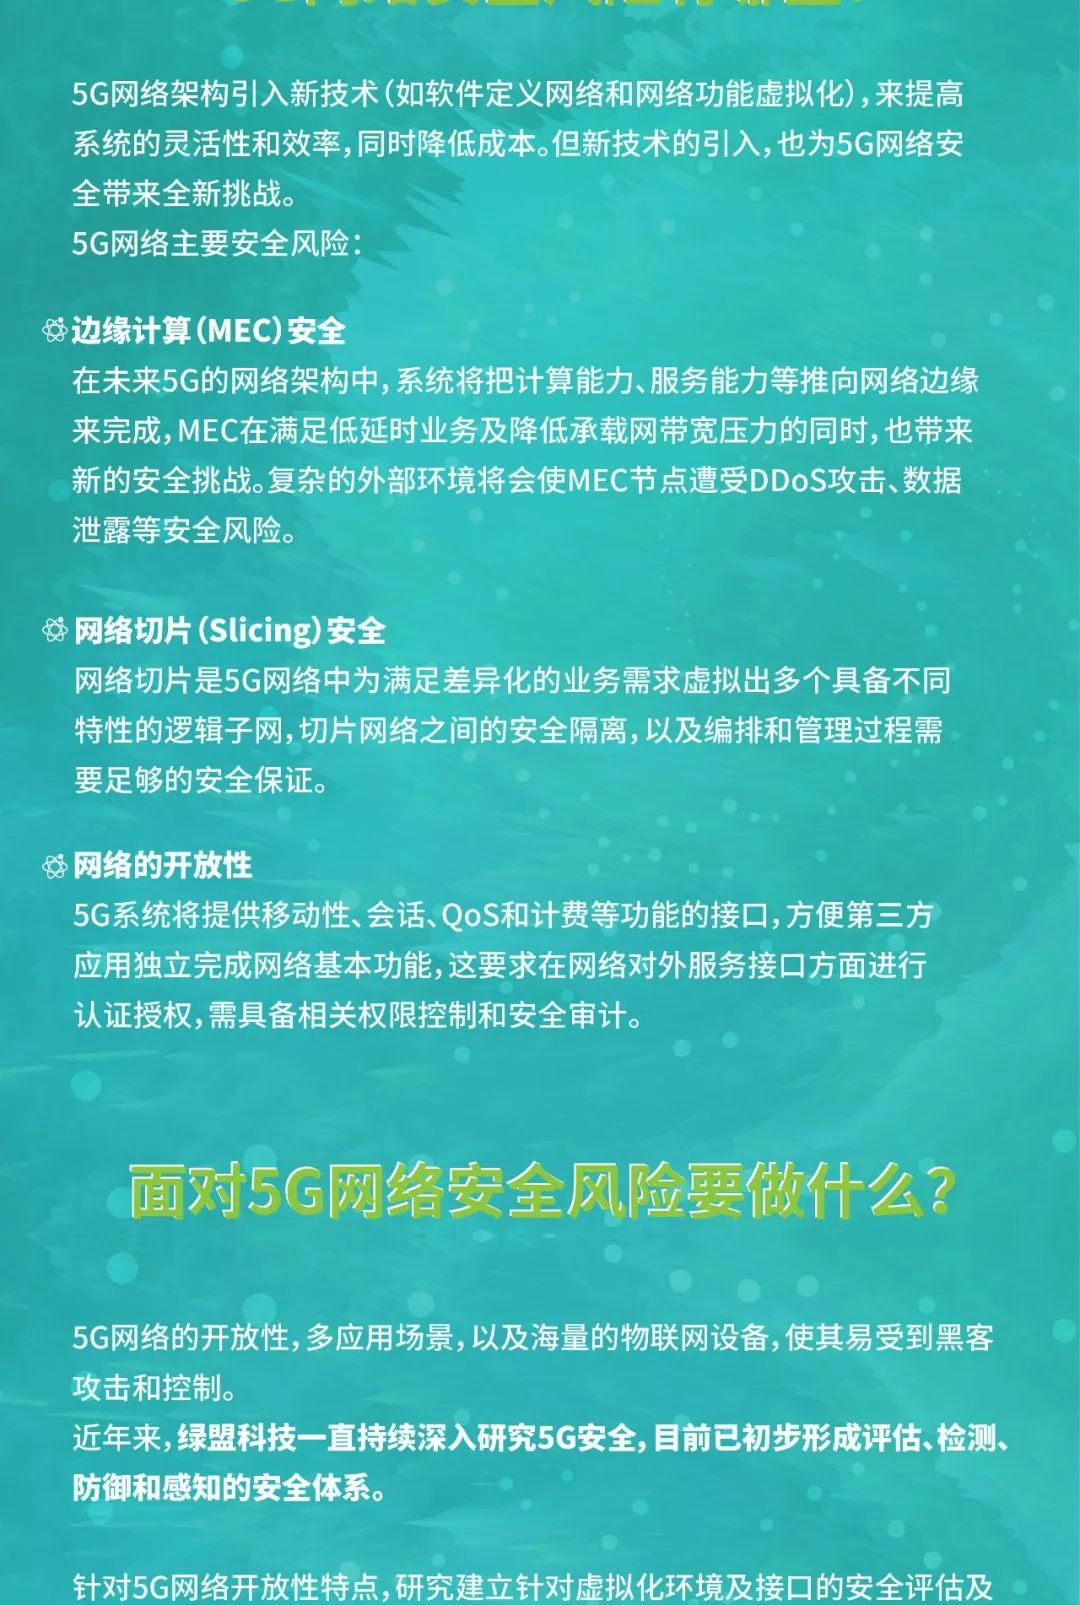 5G网络安全风险有哪些?
5G网络架构引入新技术(如软件定义网络和网络功能虚拟化),来提高
系统的灵活性和效率,同时降低成本。但新技术的引入,也为5G网络安
全带来全新挑战。
5G网络主要安全风险:
边缘计算(MEC)安全
在未来5G的网络架构中,系统将把计算能力、服务能力等推向网络边缘
来完成,MEC在满足低延时业务及降低承载网带宽压力的同时,也带来
新的安全挑战。复杂的外部环境将会使MEC节点遭受DDoS攻击、数据
泄露等安全风险。
网络切片(Slicing)安全
网络切片是5G网络中为满足差异化的业务需求虚拟出多个具备不同
特性的逻辑子网,切片网络之间的安全隔离,以及编排和管理过程需
要足够的安全保证。
网络的开放性
5G系统将提供移动性、会话、QoS和计费等功能的接口,方便第三方
应用独立完成网络基本功能,这要求在网络对外服务接口方面进行
认证授权,需具备相关权限控制和安全审计。
面对5G网络安全风险要做什么?
5G网络的开放性,多应用场景,以及海量的物联网设备,使其易受到黑客
攻击和控制。
近年来,绿盟科技一直持续深入研究5G安全,目前已初步形成评估、检测、
防御和感知的安全体系。
针对5G网络开放性特点,研究建立针对虚拟化环境及接口的安全评估及